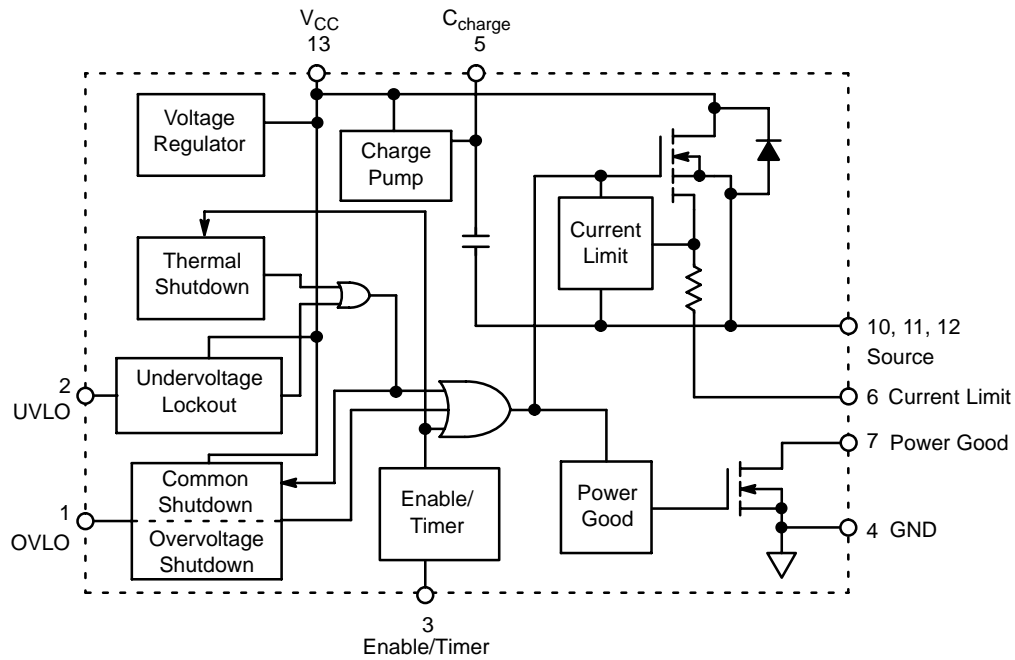 V_CC
13
C_charge
5
Voltage
Regulator
Charge
Pump
Current
Limit
Thermal
Shutdown
10, 11, 12
Source
2
UVLO
Undervoltage
Lockout
6 Current Limit
7 Power Good
1
OVLO
Common
Shutdown
Overvoltage
Shutdown
Enable/
Timer
Power
Good
4 GND
3
Enable/Timer